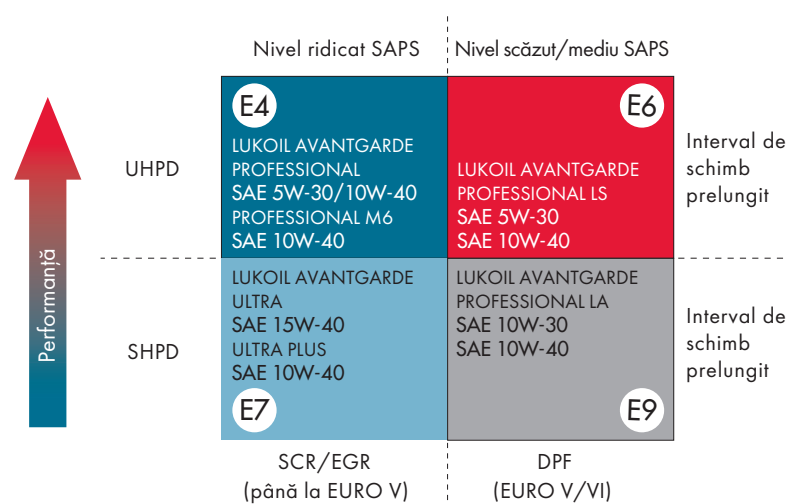 Nivel ridicat SAPS
Nivel scăzut/mediu SAPS
Performanță
UHPD
E4
LUKOIL AVANTGARDE
PROFESSIONAL
SAE 5W-30/10W-40
PROFESSIONAL M6
SAE 10W-40
E6
LUKOIL AVANTGARDE
PROFESSIONAL LS
SAE 5W-30
SAE 10W-40
Interval de
schimb
prelungit
SHPD
LUKOIL AVANTGARDE
ULTRA
SAE 15W-40
ULTRA PLUS
SAE 10W-40
E7
LUKOIL AVANTGARDE
PROFESSIONAL LA
SAE 10W-30
SAE 10W-40
E9
Interval de
schimb
prelungit
SCR/EGR
(până la EURO V)
DPF
(EURO V/VI)